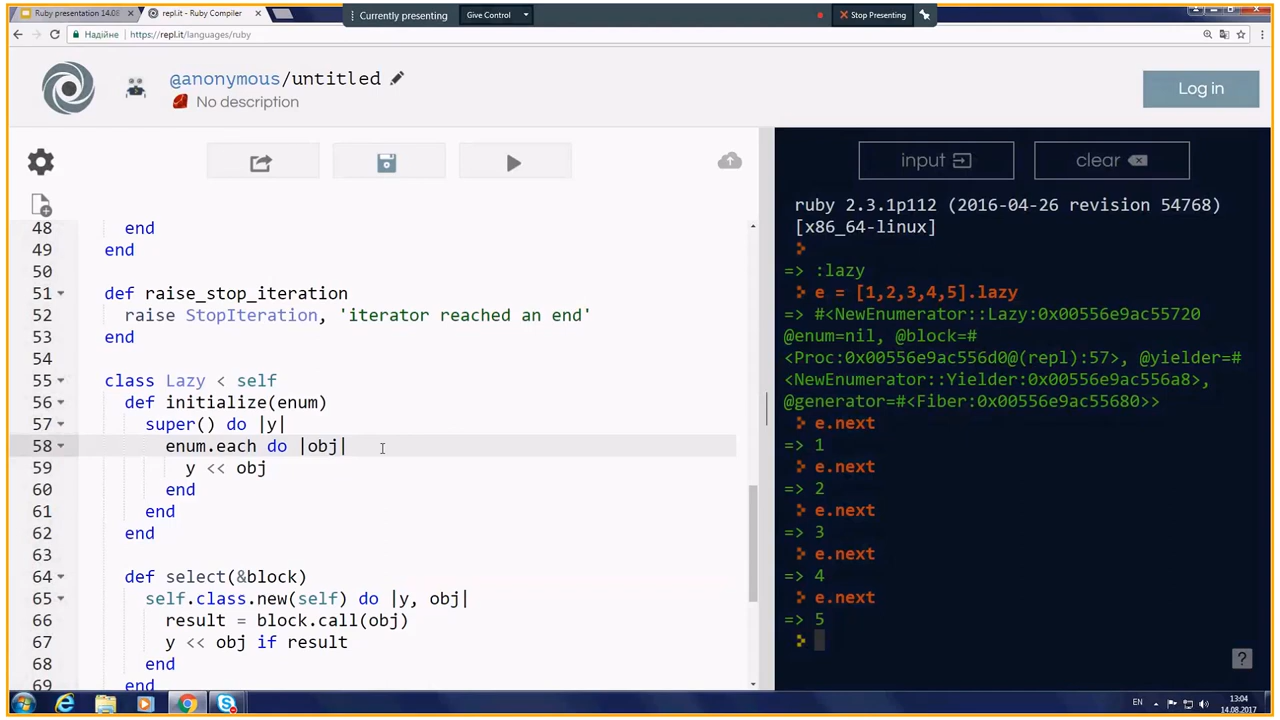 Ruby presentation 14.08
repl.it - Ruby Compiler
Currently presenting
Give Control
Stop Presenting
Надійне
https://repl.it/languages/ruby
@anonymous/untitled
No description
Log in
input
clear
48 end
49 end
50
51 def raise_stop_iteration
52 raise StopIteration, 'iterator reached an end'
53 end
54
55 class Lazy < self
56 def initialize(enum)
57 super() do |y|
58 enum.each do |obj|
59 y << obj
60 end
61 end
62 end
63
64 def select(&block)
65 self.class.new(self) do |y, obj|
66 result = block.call(obj)
67 y << obj if result
68 end
69 end
ruby 2.3.1p112 (2016-04-26 revision 54768)
[x86_64-linux]
=> :lazy
e = [1,2,3,4,5].lazy
=> #<NewEnumerator::Lazy:0x00556e9ac55720
@enum=nil, @block=#
<Proc:0x00556e9ac556d0@(repl):57>, @yielder=#
<NewEnumerator::Yielder:0x00556e9ac556a8>,
@generator=#<Fiber:0x00556e9ac55680>>
e.next
=> 1
e.next
=> 2
e.next
=> 3
e.next
=> 4
e.next
=> 5
?
EN
13:04
14.08.2017